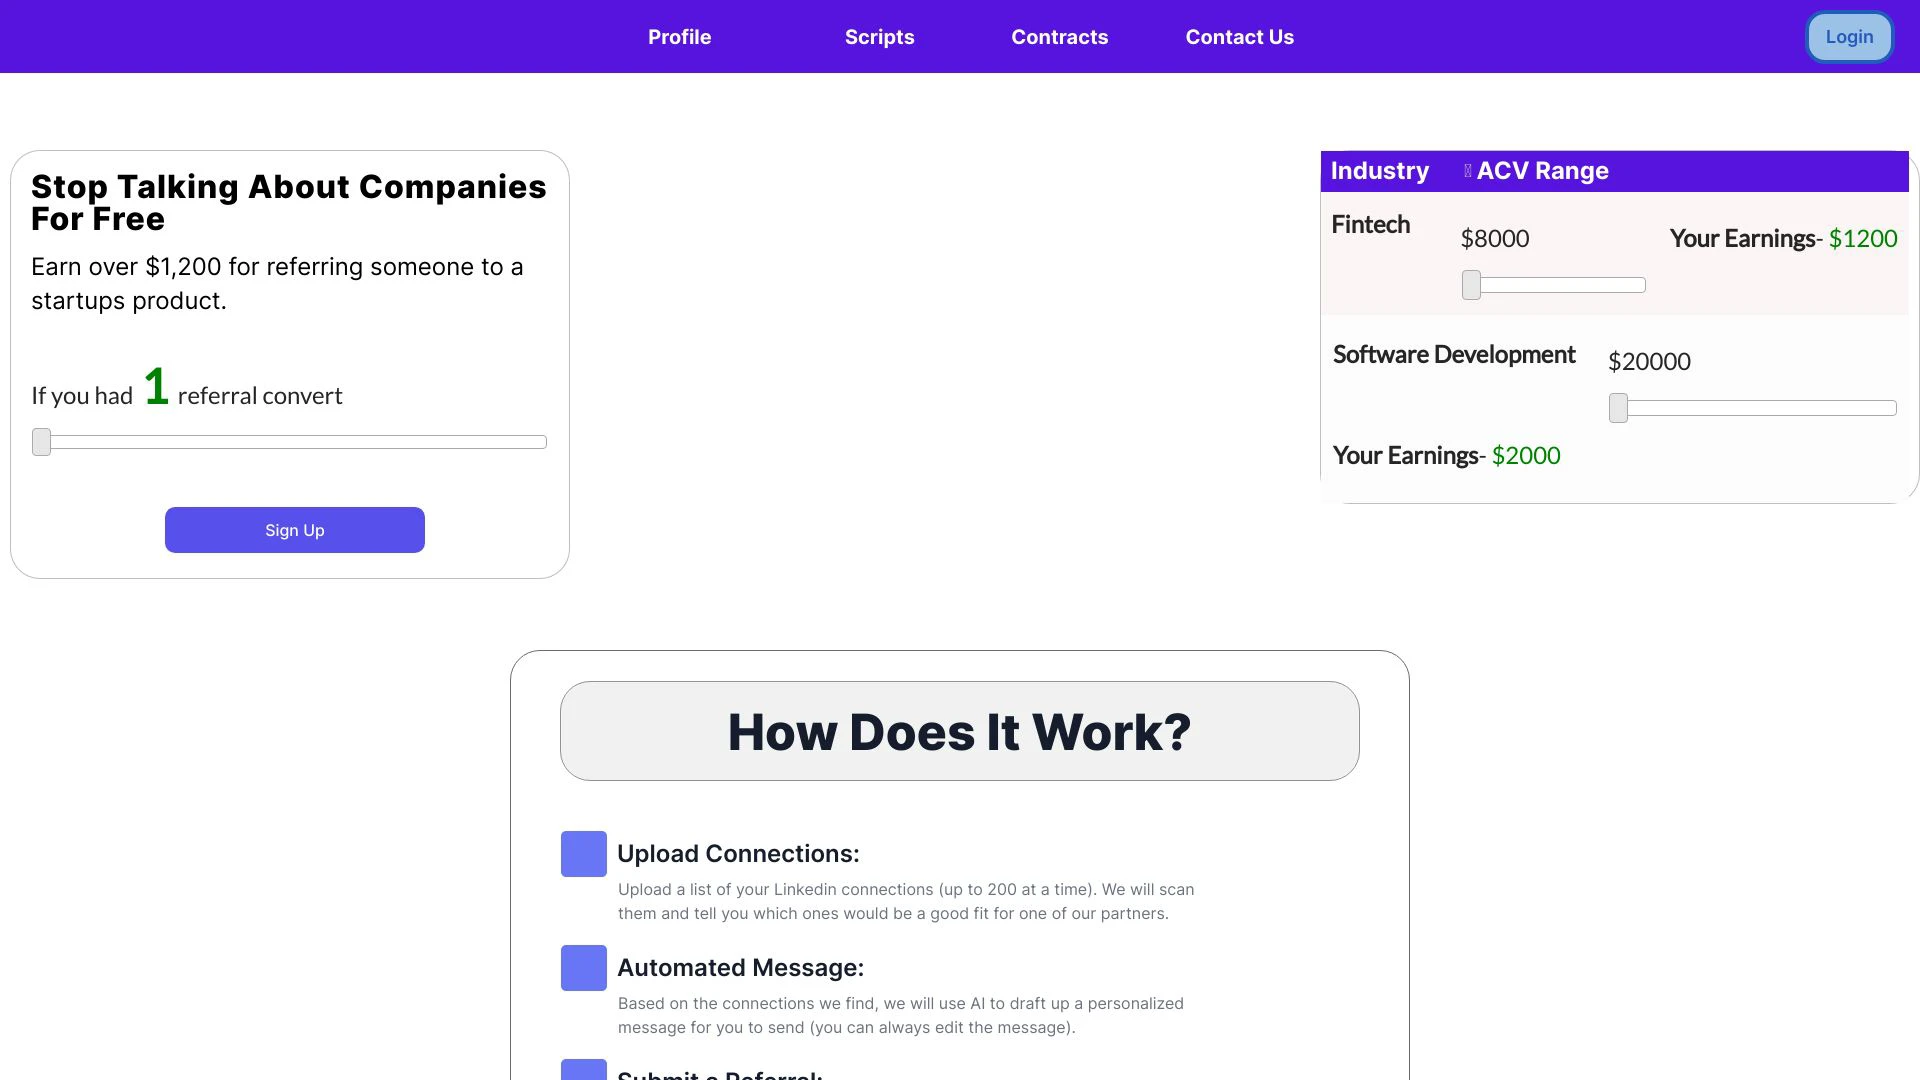 Profile
Scripts
Contracts
Contact Us
Login
Stop Talking About Companies
For Free
Earn over $1,200 for referring someone to a
startups product.
If you had 1 referral convert
Sign Up
Industry
ACV Range
Fintech
$8000
Your Earnings- $1200
Software Development
$20000
Your Earnings- $2000
How Does It Work?
Upload Connections:
Upload a list of your Linkedin connections (up to 200 at a time). We will scan
them and tell you which ones would be a good fit for one of our partners.
Automated Message:
Based on the connections we find, we will use AI to draft up a personalized
message for you to send (you can always edit the message).
Submit a Referral: